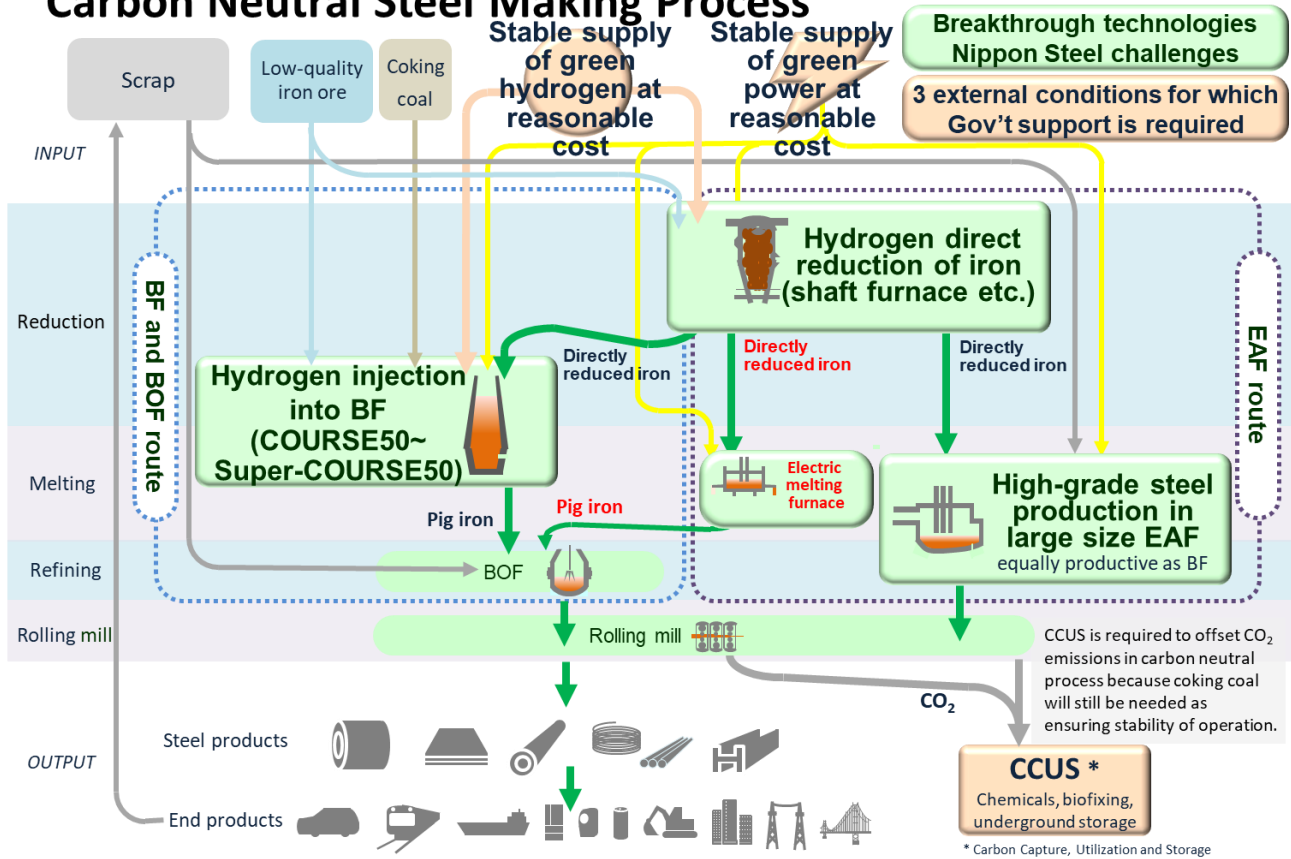 Carbon Neutral Steel Making Process
Stable supply
of green
hydrogen at
reasonable
cost
Stable supply
of green
power at
reasonable
cost
Breakthrough technologies
Nippon Steel challenges
3 external conditions for which
Gov't support is required
Scrap
Low-quality
iron ore
Coking
coal
INPUT
Reduction
BF and BOF route
Hydrogen direct
reduction of iron
(shaft furnace etc.)
EAF route
Directly
reduced iron
Directly
reduced iron
Directly
reduced iron
Hydrogen injection
into BF
(COURSE50~
Super-COURSE50)
Melting
Electric
melting
furnace
High-grade steel
production in
large size EAF
equally productive as BF
Pig iron
Pig iron
Refining
BOF
Rolling mill
Rolling mill
CCUS is required to offset CO₂
emissions in carbon neutral
process because coking coal
will still be needed as
ensuring stability of operation.
CO₂
Steel products
OUTPUT
CCUS *
Chemicals, biofixing,
underground storage
End products
* Carbon Capture, Utilization and Storage